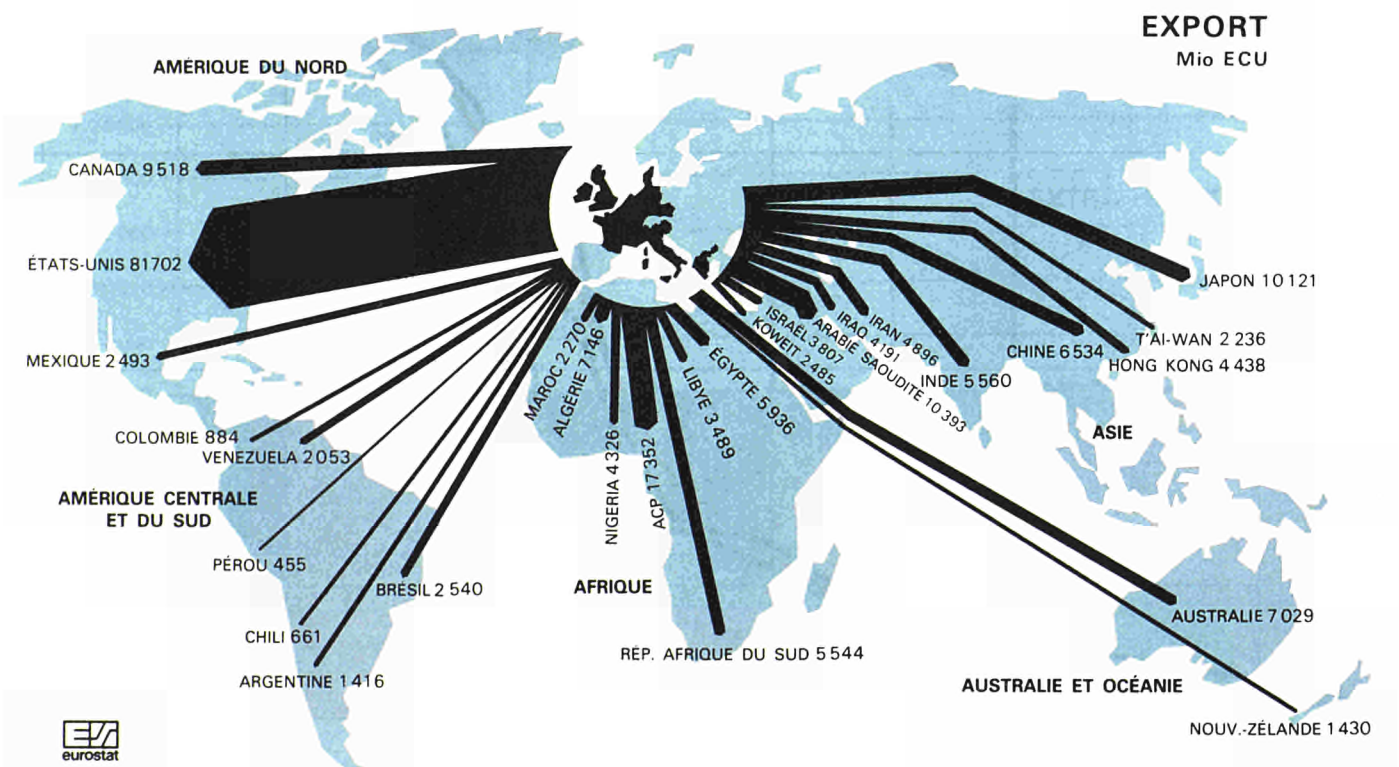 EXPORT
Mio ECU
AMÉRIQUE DU NORD
CANADA 9 518
ÉTATS-UNIS 81702
MEXIQUE 2 493
COLOMBIE 884
VENEZUELA 2 053
AMÉRIQUE CENTRALE
ET DU SUD
PÉROU 455
BRÉSIL 2 540
CHILI 661
ARGENTINE 1 416
MAROC 2 270
ALGÉRIE 7 146
NIGERIA 4 326
ACP 17 352
LIBYE 3 489
ÉGYPTE 5 936
AFRIQUE
RÉP. AFRIQUE DU SUD 5 544
KOWEIT 2 485
ISRAËL 3 807
ARABIE SAOUDITE 10 393
IRAQ 4 191
IRAN 4 896
INDE 5 560
CHINE 6 534
JAPON 10 121
T'AI-WAN 2 236
HONG KONG 4 438
ASIE
AUSTRALIE 7 029
AUSTRALIE ET OCÉANIE
NOUV.-ZÉLANDE 1 430
eurostat